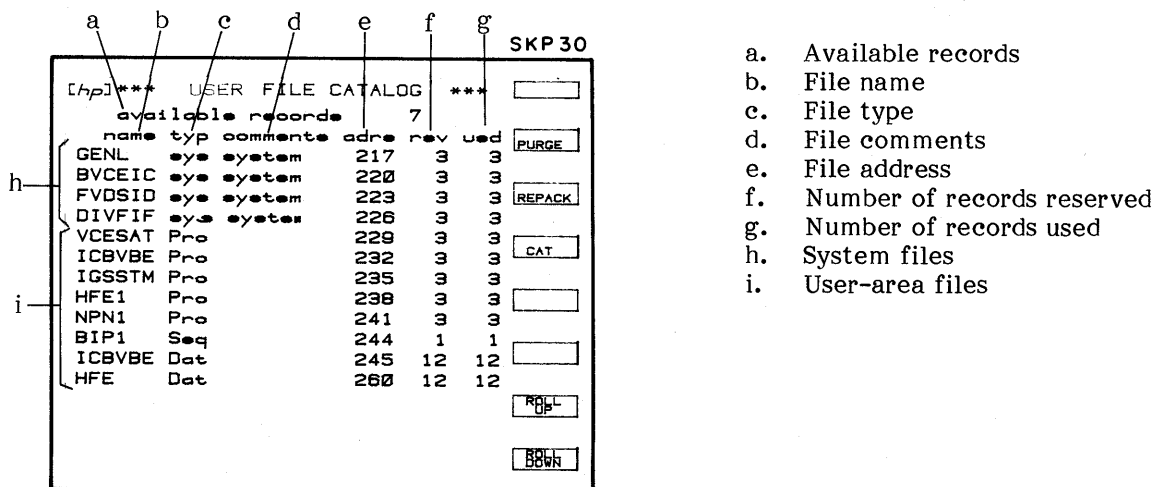 a b c d e f g
SKP30
[hp]*** USER FILE CATALOG ***
available records 7
name typ comments adrs rsv usd
GENL sys system 217 3 3
BVCEIC sys system 220 3 3
FVDSID sys system 223 3 3
DIVFIF sys system 226 3 3
VCESAT Pro 229 3 3
ICBVBE Pro 232 3 3
IGSSTM Pro 235 3 3
HFE1 Pro 238 3 3
NPN1 Pro 241 3 3
BIP1 Seq 244 1 1
ICBVBE Dat 245 12 12
HFE Dat 260 12 12
PURGE
REPACK
CAT
ROLL UP
ROLL DOWN
h
i
a. Available records
b. File name
c. File type
d. File comments
e. File address
f. Number of records reserved
g. Number of records used
h. System files
i. User-area files